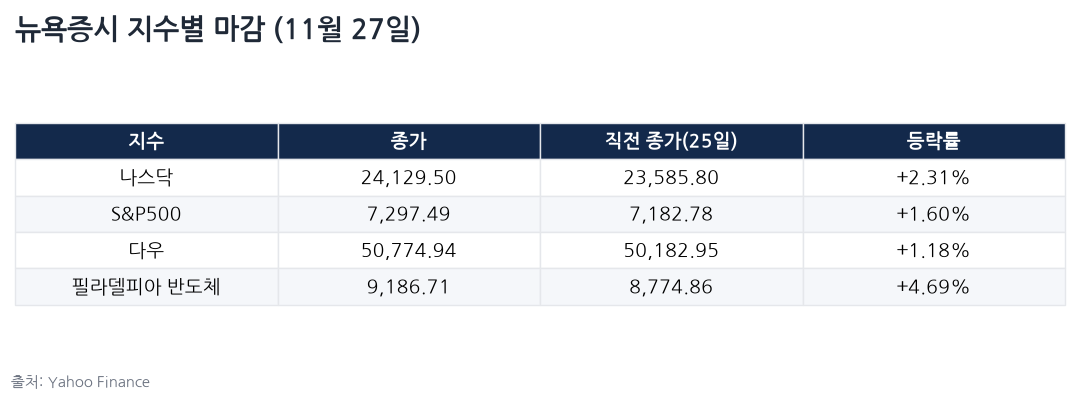 뉴욕증시 지수별 마감 (11월 27일)
지수 종가 직전 종가(25일) 등락률
나스닥 24,129.50 23,585.80 +2.31%
S&P500 7,297.49 7,182.78 +1.60%
다우 50,774.94 50,182.95 +1.18%
필라델피아 반도체 9,186.71 8,774.86 +4.69%
출처: Yahoo Finance